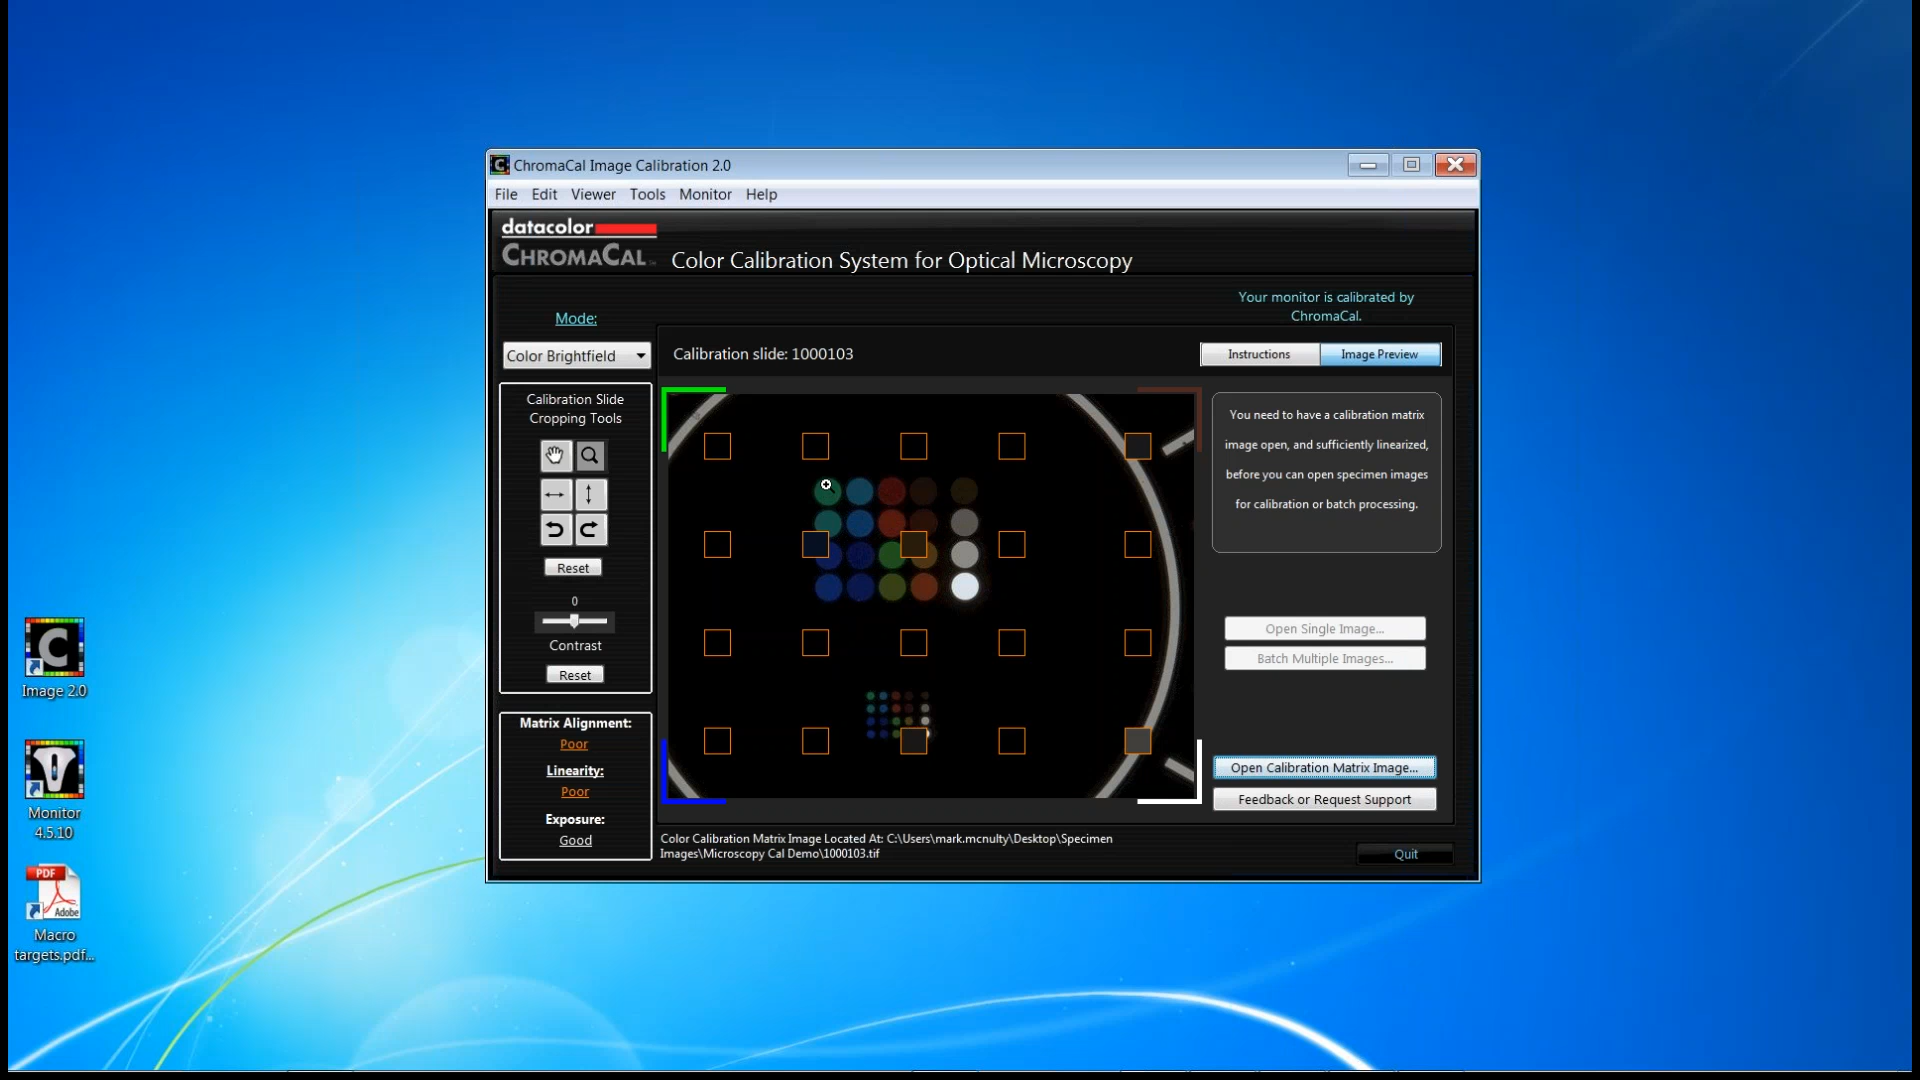 ChromaCal Image Calibration 2.0
File Edit Viewer Tools Monitor Help
datacolor
CHROMACAL
Color Calibration System for Optical Microscopy
Your monitor is calibrated by
ChromaCal.
Mode:
Color Brightfield
Calibration slide: 1000103
Instructions
Image Preview
Calibration Slide
Cropping Tools
Reset
0
Contrast
Reset
Matrix Alignment:
Poor
Linearity:
Poor
Exposure:
Good
You need to have a calibration matrix
image open, and sufficiently linearized,
before you can open specimen images
for calibration or batch processing.
Open Single Image...
Batch Multiple Images...
Open Calibration Matrix Image...
Feedback or Request Support
Color Calibration Matrix Image Located At: C:\Users\mark.mcnulty\Desktop\Specimen
Images\Microscopy Cal Demo\1000103.tif
Quit
C
Image 2.0
Monitor
4.5.10
PDF
Adobe
Macro
targets.pdf...